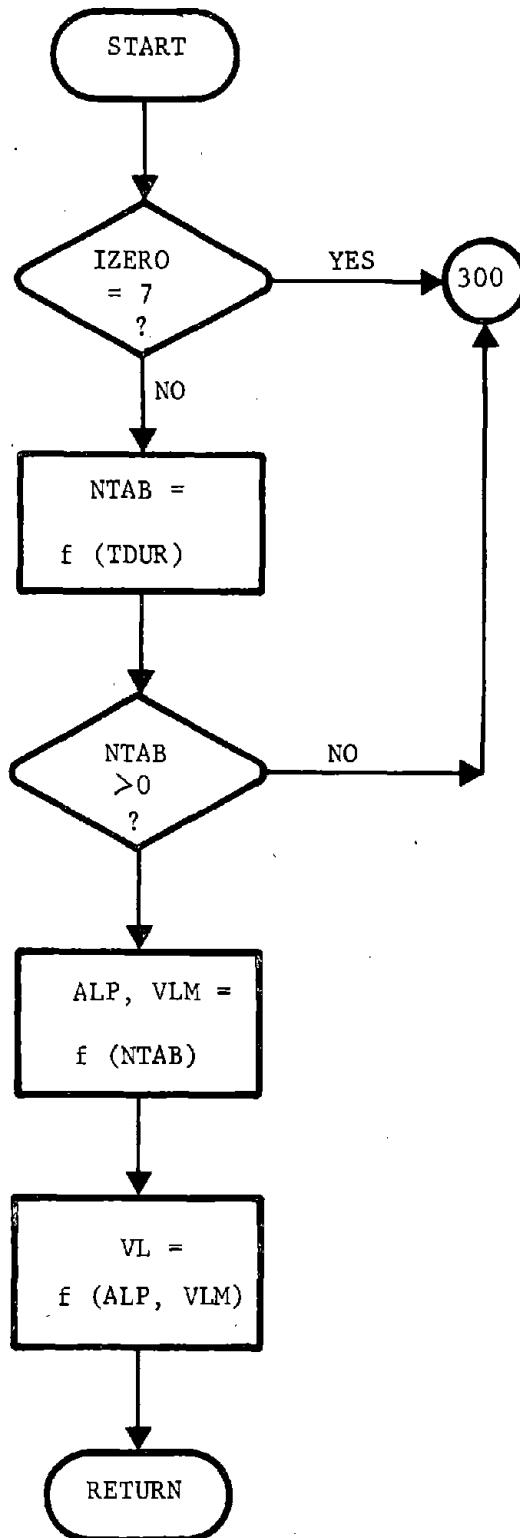 START
IZERO
= 7
?
YES
300
NO
NTAB =
f (TDUR)
NTAB
>0
?
NO
ALP, VLM =
f (NTAB)
VL =
f (ALP, VLM)
RETURN